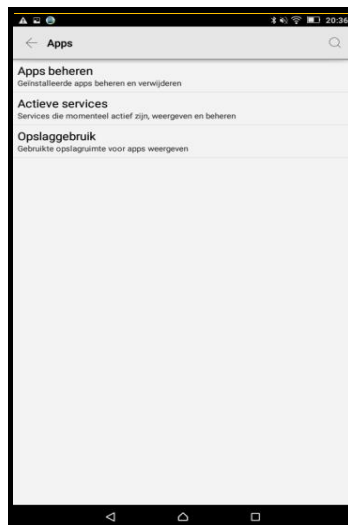 20:36
Apps
Apps beheren
Geïnstalleerde apps beheren en verwijderen
Actieve services
Services die momenteel actief zijn, weergeven en beheren
Opslaggebruik
Gebruikte opslagruimte voor apps weergeven